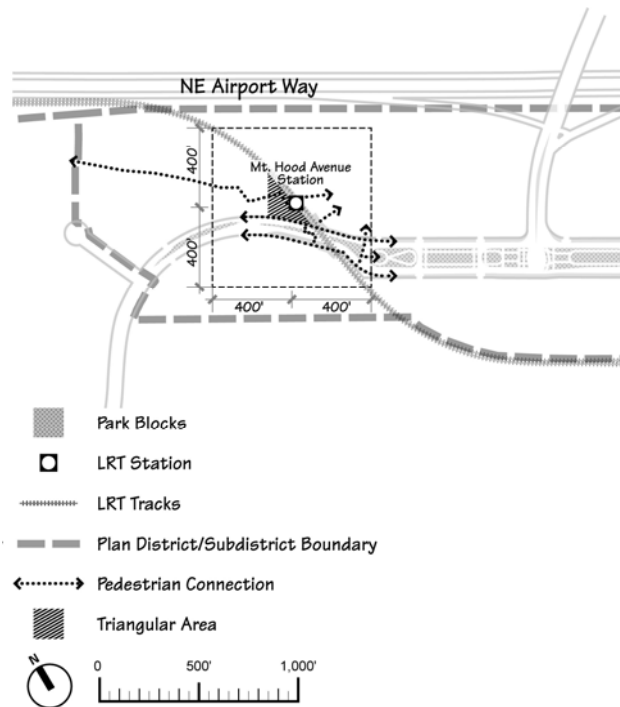 NE Airport Way
400'
Mt. Hood Avenue
Station
400'
400'
400'
Park Blocks
LRT Station
LRT Tracks
Plan District/Subdistrict Boundary
Pedestrian Connection
Triangular Area
N
0 500' 1,000'